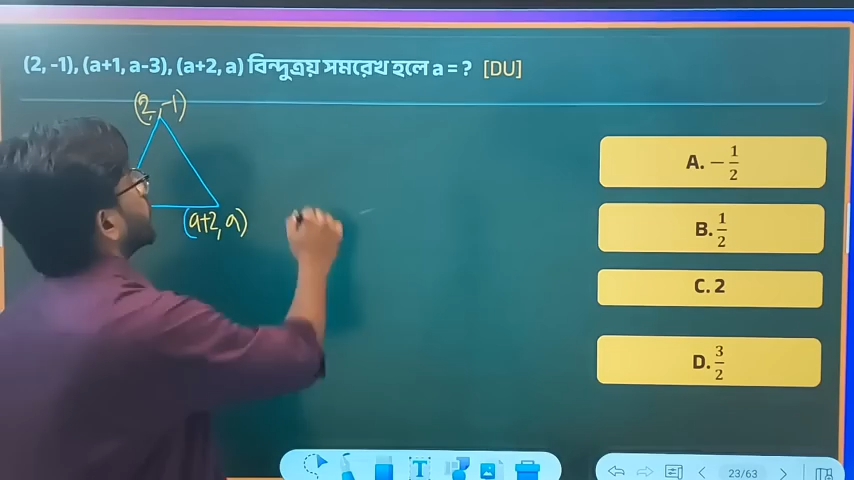 (2, -1), (a+1, a-3), (a+2, a) বিন্দুত্রয় সমরেখ হলে a = ? [DU]
(2, -1)
(a+2, a)
A. -1/2
B. 1/2
C. 2
D. 3/2
T
23/63